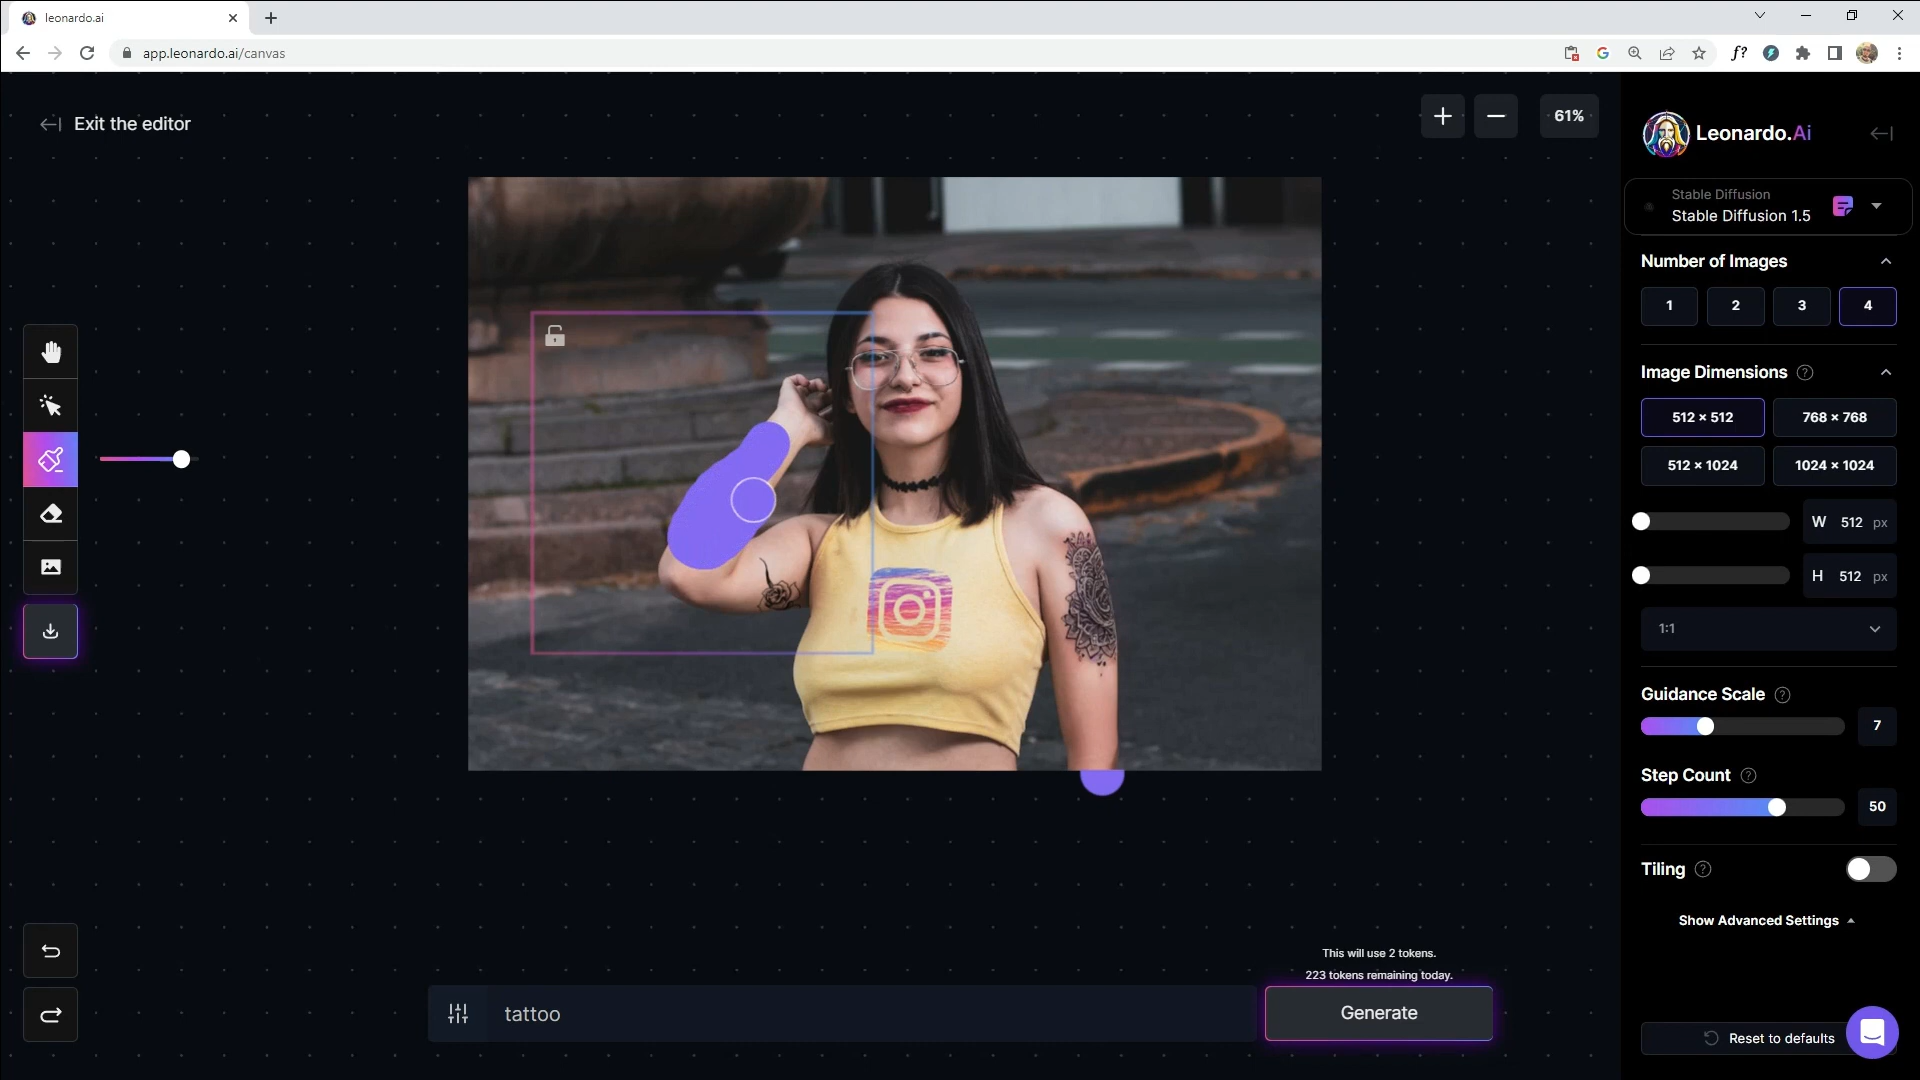 leonardo.ai
app.leonardo.ai/canvas
f?
Exit the editor
61%
Leonardo.Ai
Stable Diffusion
Stable Diffusion 1.5
Number of Images
1 2 3 4
Image Dimensions ?
512 × 512 768 × 768
512 × 1024 1024 × 1024
W 512 px
H 512 px
1:1
Guidance Scale ?
7
Step Count ?
50
Tiling ?
Show Advanced Settings
This will use 2 tokens.
223 tokens remaining today.
tattoo
Generate
Reset to defaults